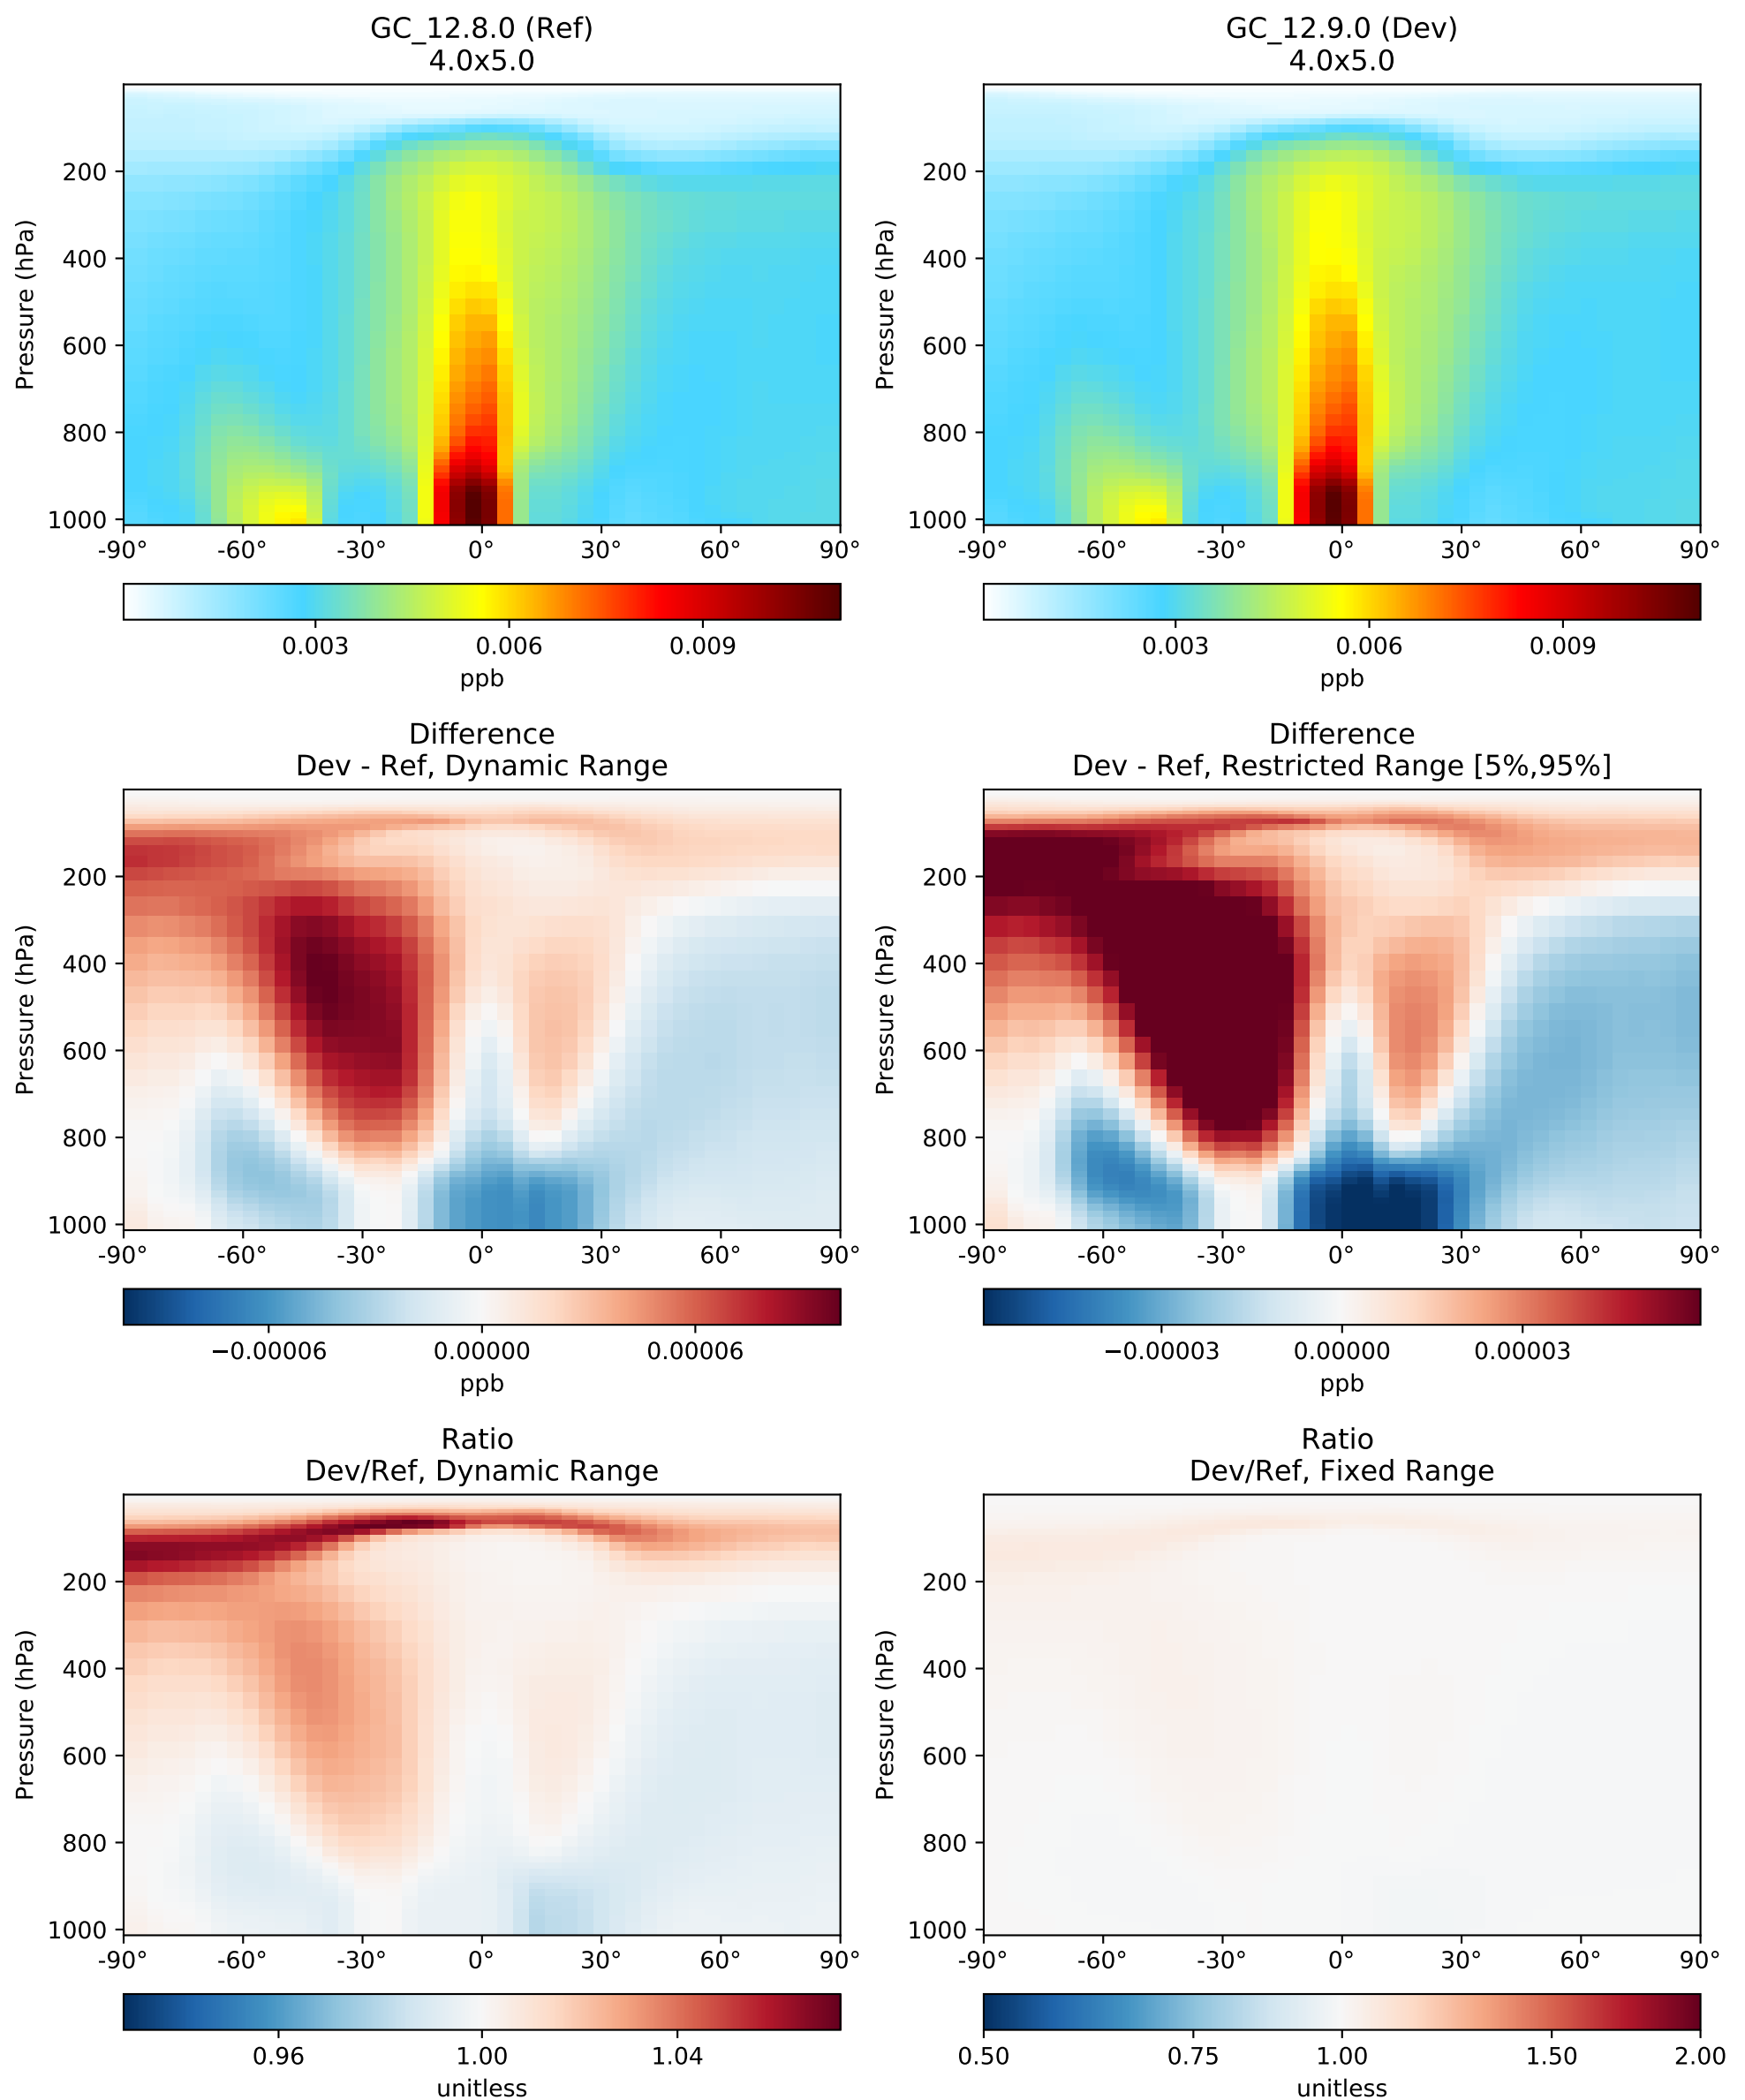 GC_12.8.0 (Ref)
4.0x5.0
Pressure (hPa)
200
400
600
800
1000
-90° -60° -30° 0° 30° 60° 90°
0.003 0.006 0.009
ppb
GC_12.9.0 (Dev)
4.0x5.0
Pressure (hPa)
200
400
600
800
1000
-90° -60° -30° 0° 30° 60° 90°
0.003 0.006 0.009
ppb
Difference
Dev - Ref, Dynamic Range
Pressure (hPa)
200
400
600
800
1000
-90° -60° -30° 0° 30° 60° 90°
−0.00006 0.00000 0.00006
ppb
Difference
Dev - Ref, Restricted Range [5%,95%]
Pressure (hPa)
200
400
600
800
1000
-90° -60° -30° 0° 30° 60° 90°
−0.00003 0.00000 0.00003
ppb
Ratio
Dev/Ref, Dynamic Range
Pressure (hPa)
200
400
600
800
1000
-90° -60° -30° 0° 30° 60° 90°
0.96 1.00 1.04
unitless
Ratio
Dev/Ref, Fixed Range
Pressure (hPa)
200
400
600
800
1000
-90° -60° -30° 0° 30° 60° 90°
0.50 0.75 1.00 1.50 2.00
unitless